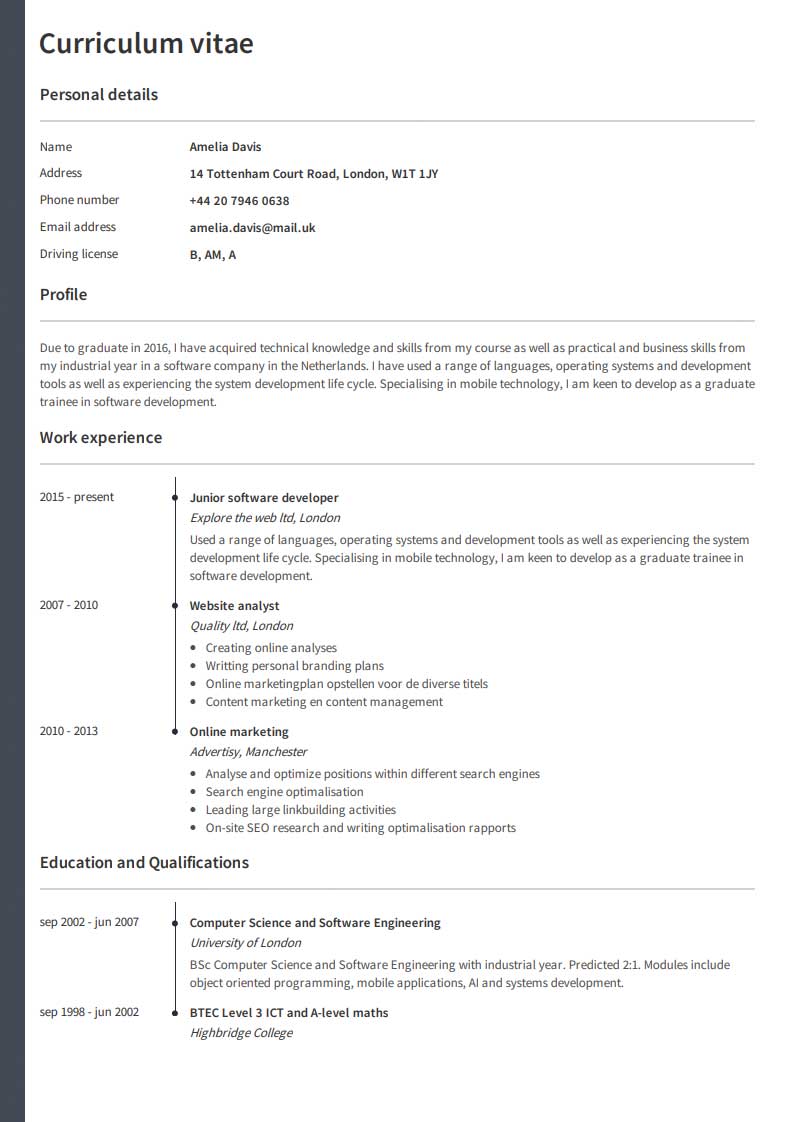 Curriculum vitae
Personal details
Name Amelia Davis
Address 14 Tottenham Court Road, London, W1T 1JY
Phone number +44 20 7946 0638
Email address amelia.davis@mail.uk
Driving license B, AM, A
Profile
Due to graduate in 2016, I have acquired technical knowledge and skills from my course as well as practical and business skills from
my industrial year in a software company in the Netherlands. I have used a range of languages, operating systems and development
tools as well as experiencing the system development life cycle. Specialising in mobile technology, I am keen to develop as a graduate
trainee in software development.
Work experience
2015 - present Junior software developer
Explore the web ltd, London
Used a range of languages, operating systems and development tools as well as experiencing the system
development life cycle. Specialising in mobile technology, I am keen to develop as a graduate trainee in
software development.
2007 - 2010 Website analyst
Quality ltd, London
• Creating online analyses
• Writting personal branding plans
• Online marketingplan opstellen voor de diverse titels
• Content marketing en content management
2010 - 2013 Online marketing
Advertisy, Manchester
• Analyse and optimize positions within different search engines
• Search engine optimalisation
• Leading large linkbuilding activities
• On-site SEO research and writing optimalisation rapports
Education and Qualifications
sep 2002 - jun 2007 Computer Science and Software Engineering
University of London
BSc Computer Science and Software Engineering with industrial year. Predicted 2:1. Modules include
object oriented programming, mobile applications, AI and systems development.
sep 1998 - jun 2002 BTEC Level 3 ICT and A-level maths
Highbridge College